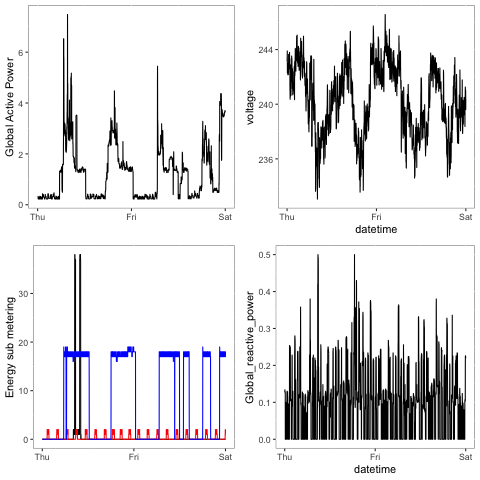 Global Active Power
6
4
2
0
Thu Fri Sat
voltage
244
240
236
Thu Fri Sat
datetime
Energy sub metering
30
20
10
0
Thu Fri Sat
Global_reactive_power
0.5
0.4
0.3
0.2
0.1
0.0
Thu Fri Sat
datetime